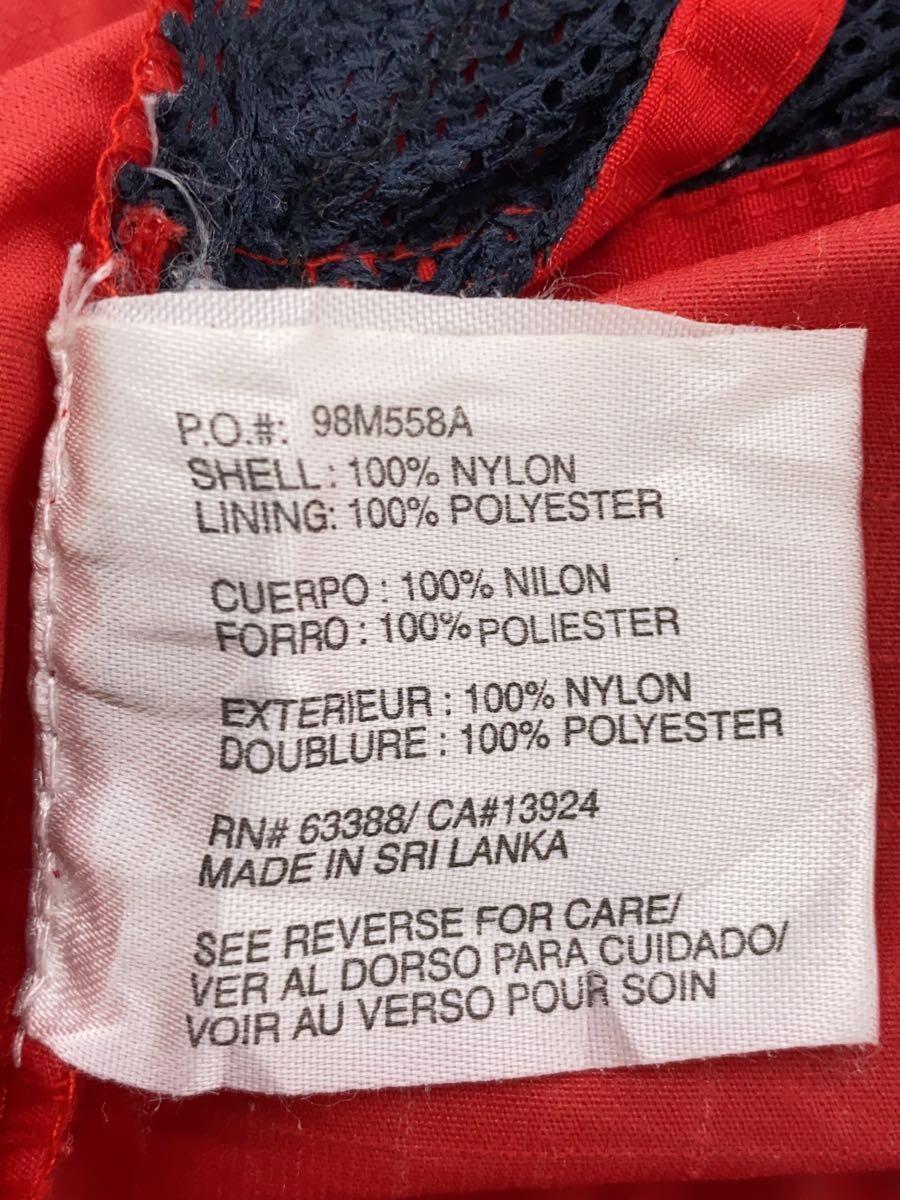 P.O.#: 98M558A
SHELL: 100% NYLON
LINING: 100% POLYESTER
CUERPO : 100% NILON
FORRO : 100% POLIESTER
EXTERIEUR : 100% NYLON
DOUBLURE : 100% POLYESTER
RN# 63388/ CA#13924
MADE IN SRI LANKA
SEE REVERSE FOR CARE/
VER AL DORSO PARA CUIDADO/
VOIR AU VERSO POUR SOIN